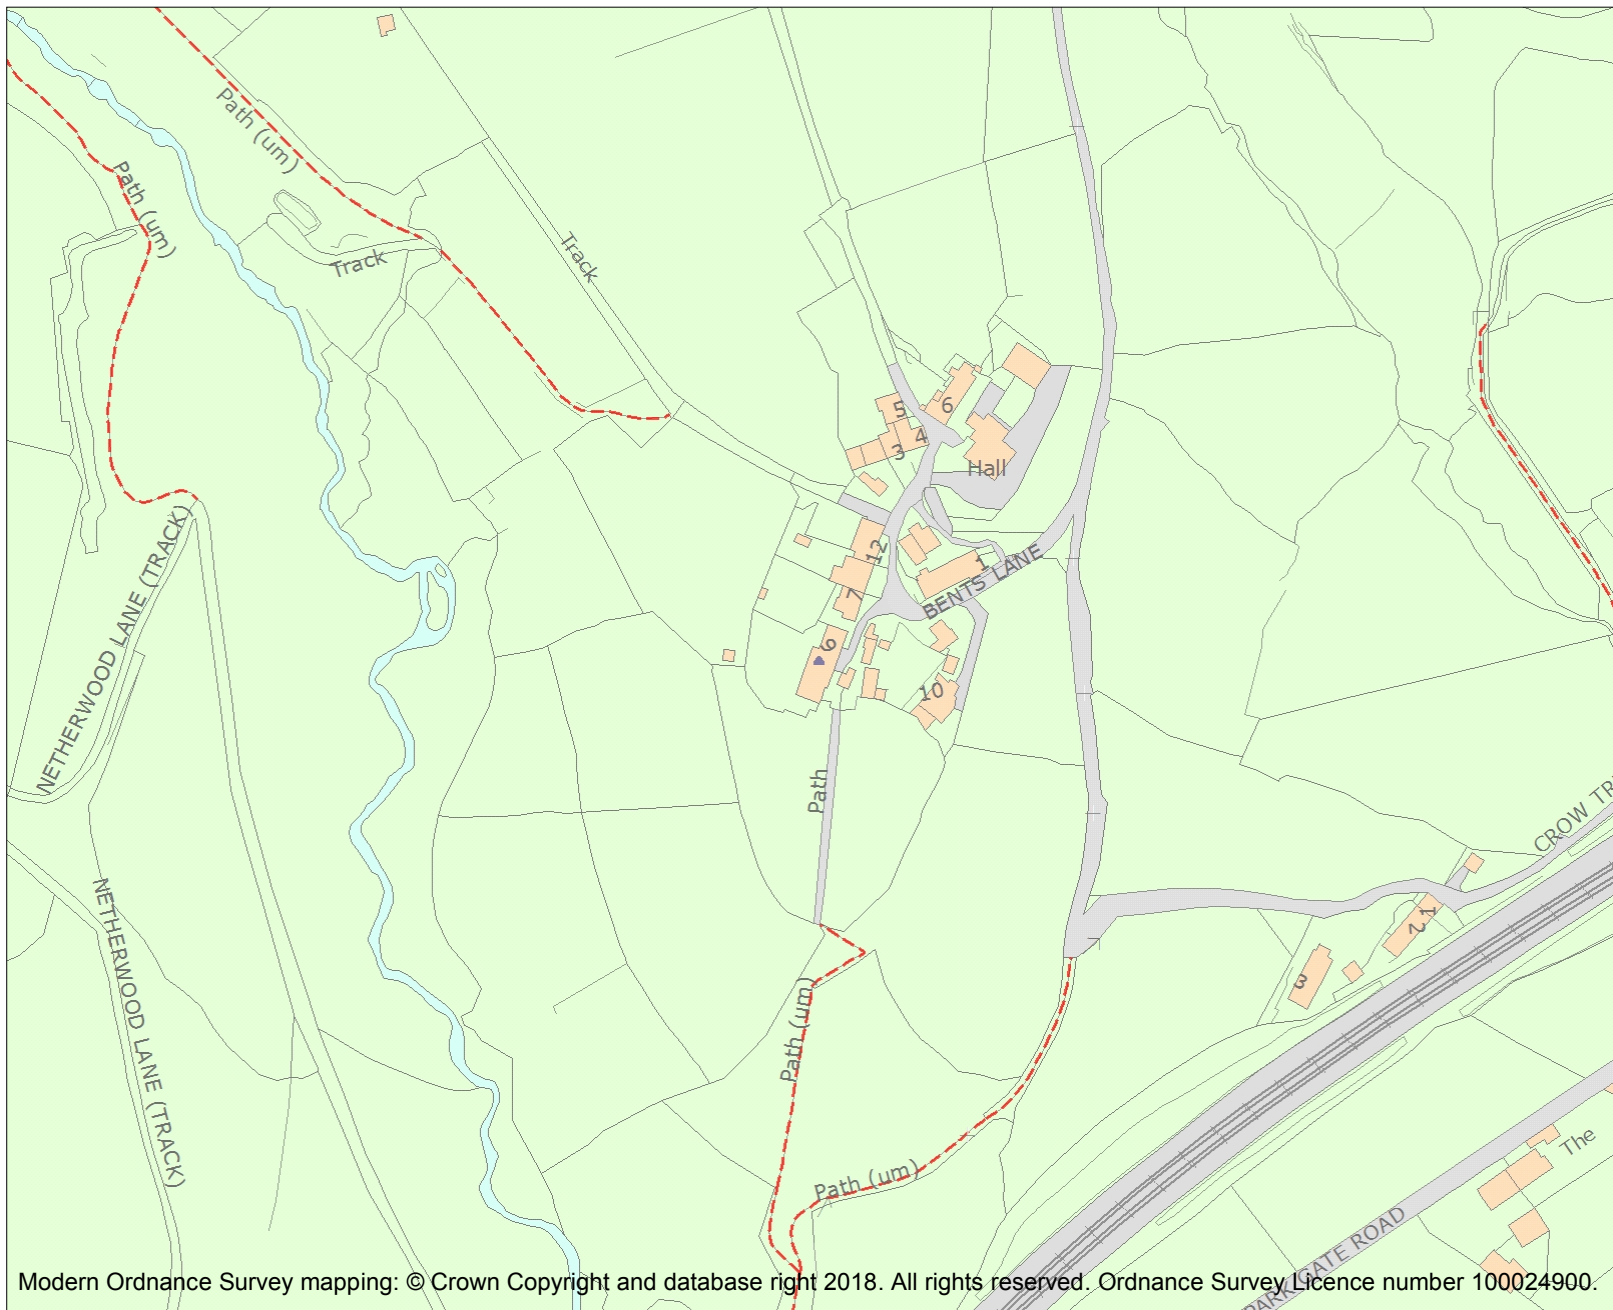 Path (um)
Path (um)
Track
Track
5
6
4
3
Hall
12
1
BENTS LANE
7
9
10
NETHERWOOD LANE (TRACK)
Path
CROW TR
1
2
3
NETHERWOOD LANE (TRACK)
Path (um)
Path (um)
The
PARKGATE ROAD
Modern Ordnance Survey mapping: © Crown Copyright and database right 2018. All rights reserved. Ordnance Survey Licence number 100024900.